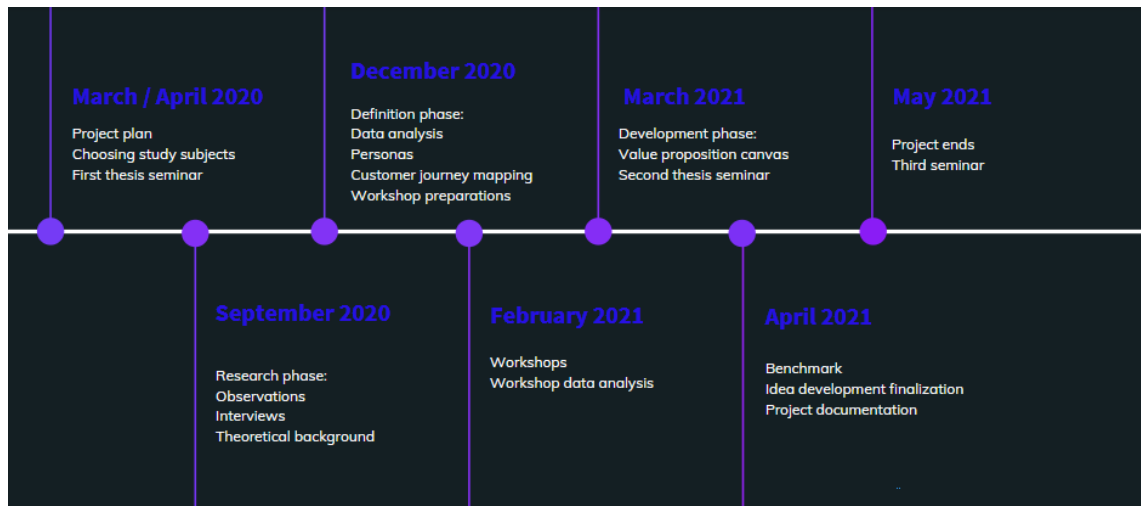 March / April 2020
Project plan
Choosing study subjects
First thesis seminar
September 2020
Research phase:
Observations
Interviews
Theoretical background
December 2020
Definition phase:
Data analysis
Personas
Customer journey mapping
Workshop preparations
February 2021
Workshops
Workshop data analysis
March 2021
Development phase:
Value proposition canvas
Second thesis seminar
April 2021
Benchmark
Idea development finalization
Project documentation
May 2021
Project ends
Third seminar